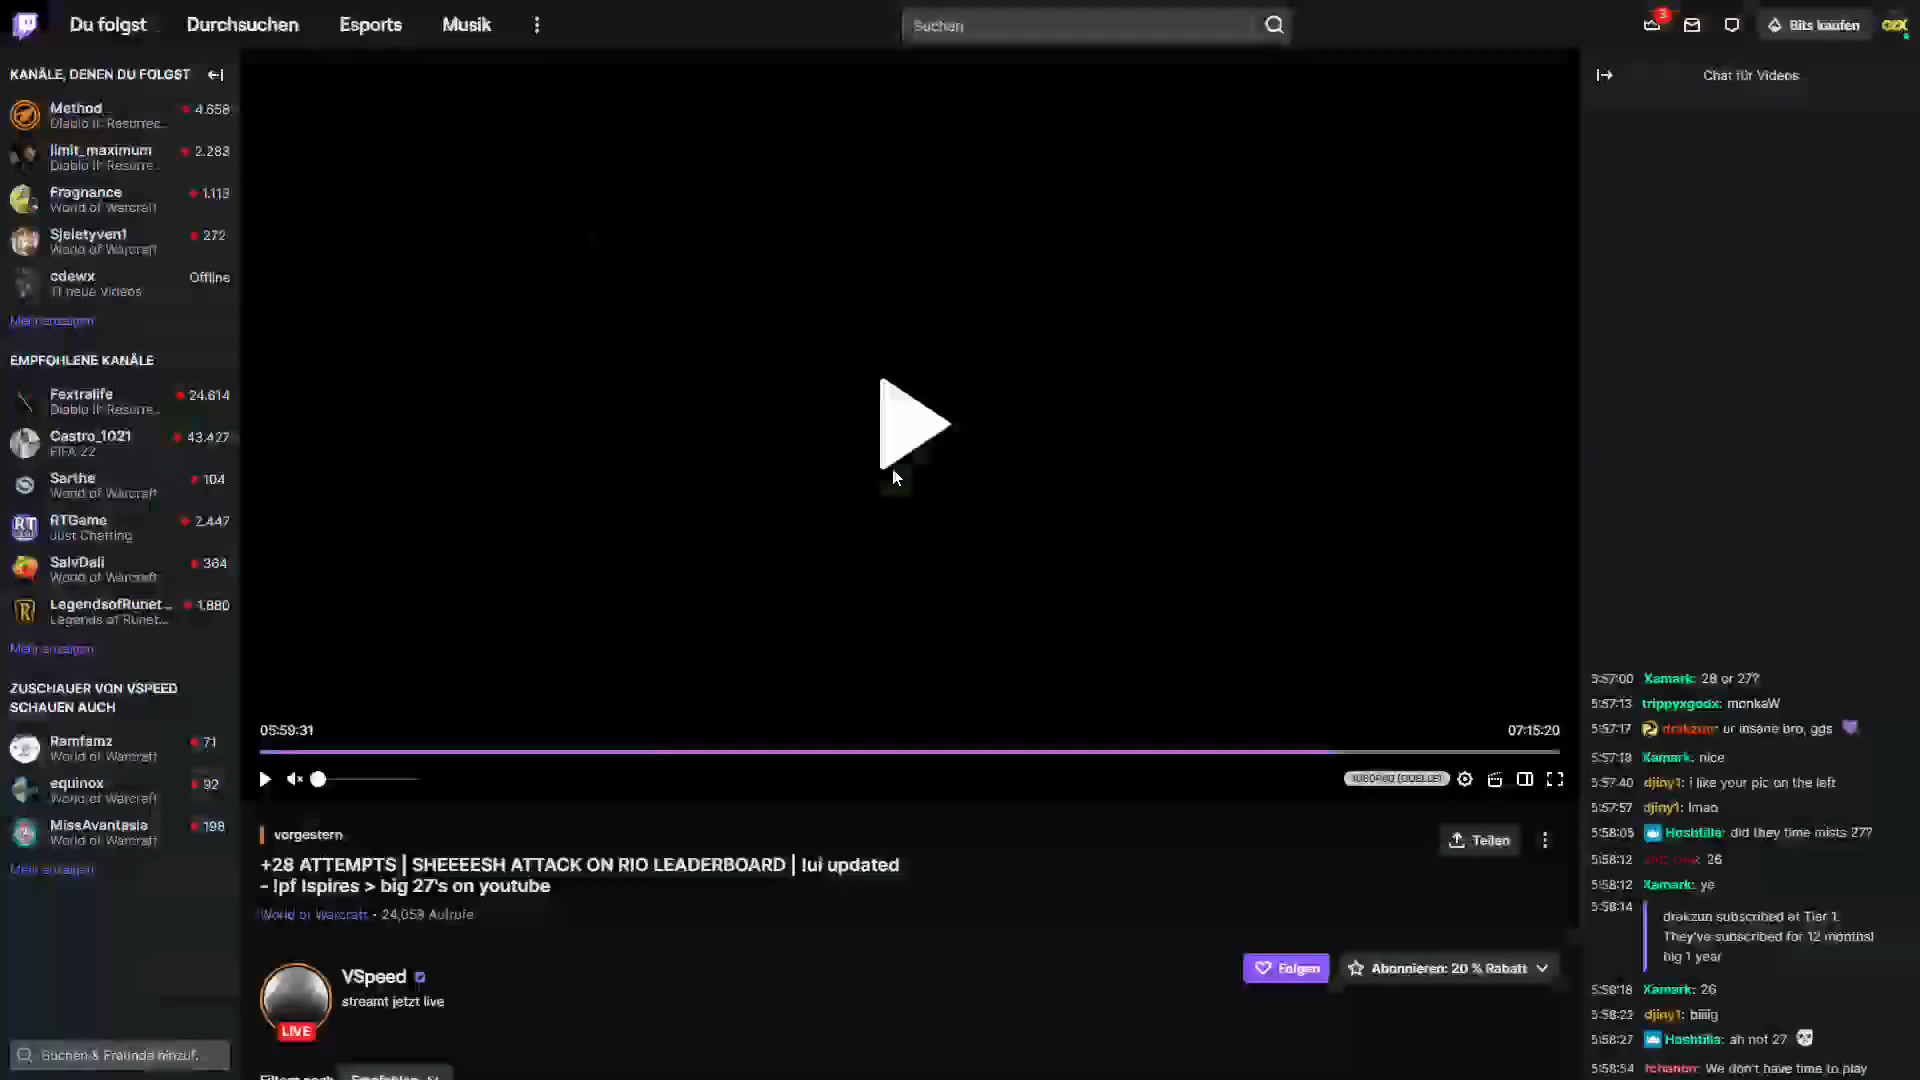 Du folgst
Durchsuchen
Esports
Musik
Suchen
3
Bits kaufen
KANÄLE, DENEN DU FOLGST
Method
4.658
Diablo II: Resurrec...
limit_maximum
2.283
Diablo II: Resurre...
Fragnance
1.113
World of Warcraft
Sjeletyven1
272
World of Warcraft
cdewx
Offline
11 neue Videos
Mehr anzeigen
EMPFOHLENE KANÄLE
Fextralife
24.614
Diablo II: Resurre...
Castro_1021
43.427
FIFA 22
Sarthe
104
World of Warcraft
RTGame
2.447
Just Chatting
SalvDali
364
World of Warcraft
LegendsofRunet...
1.880
Legends of Runet...
Mehr anzeigen
ZUSCHAUER VON VSPEED
SCHAUEN AUCH
Ramfamz
71
World of Warcraft
equinox
92
World of Warcraft
MissAvantasia
198
World of Warcraft
Mehr anzeigen
Suchen & Freunde hinzuf.
05:59:31
07:15:20
1080P60 (QUELLE)
vorgestern
Teilen
+28 ATTEMPTS | SHEEEESH ATTACK ON RIO LEADERBOARD | !ui updated
- !pf !spires > big 27's on youtube
World of Warcraft • 24,059 Aufrufe
VSpeed
streamt jetzt live
LIVE
Folgen
Abonnieren: 20 % Rabatt
Filtern nach
Empfohlen
Chat für Videos
5:57:00 Xamark: 28 or 27?
5:57:13 trippyxgodx: monkaW
5:57:17 drakzun: ur insane bro, ggs
5:57:18 Xamark: nice
5:57:40 djiny1: i like your pic on the left
5:57:57 djiny1: lmao
5:58:05 Hoshtilla: did they time mists 27?
5:58:12 : 26
5:58:12 Xamark: ye
5:58:14
drakzun subscribed at Tier 1.
They've subscribed for 12 months!
big 1 year
5:58:18 Xamark: 26
5:58:22 djiny1: biiiig
5:58:27 Hoshtilla: ah not 27
5:58:34 We don't have time to play